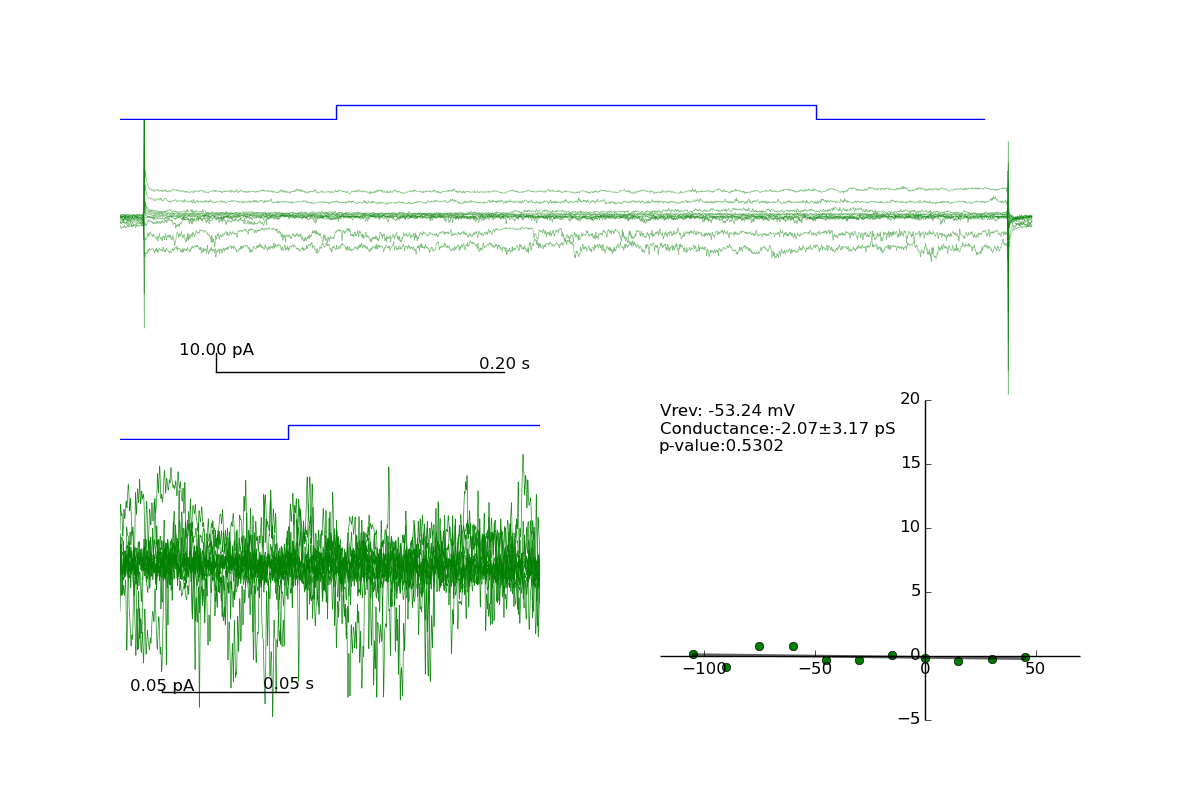 10.00 pA
0.20 s
0.05 pA
0.05 s
Vrev: -53.24 mV
Conductance:-2.07±3.17 pS
p-value:0.5302
20
15
10
5
0
−5
−100
−50
0
50